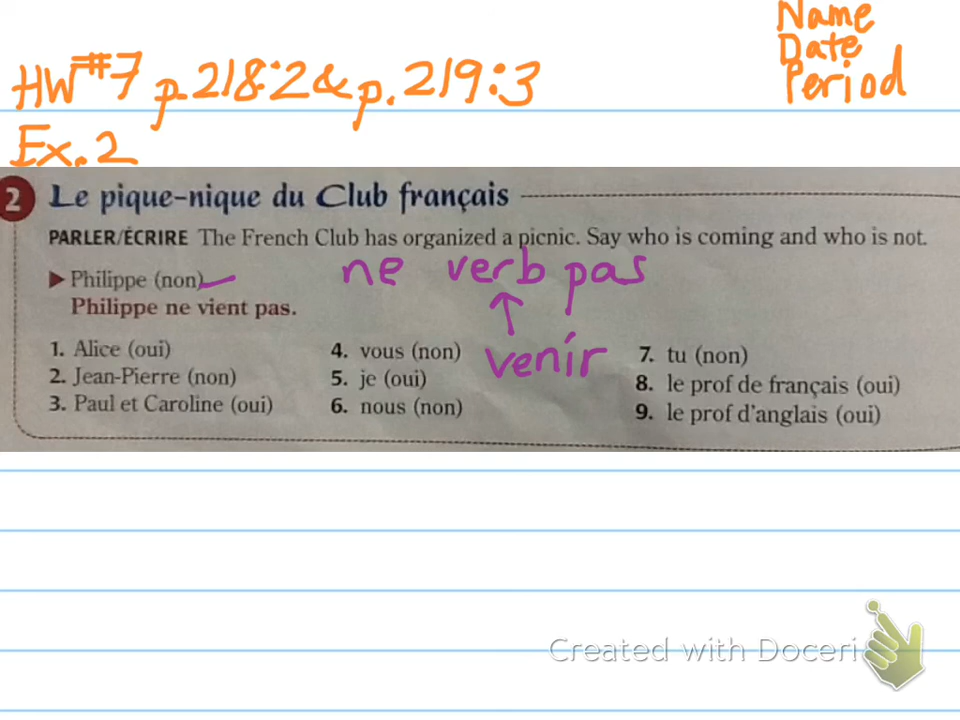 Name
Date
Period
HW#7 p.218:2 & p.219:3
Ex. 2
2 Le pique-nique du Club français
PARLER/ÉCRIRE The French Club has organized a picnic. Say who is coming and who is not.
▶ Philippe (non)
ne verb pas
Philippe ne vient pas.
venir
1. Alice (oui)
2. Jean-Pierre (non)
3. Paul et Caroline (oui)
4. vous (non)
5. je (oui)
6. nous (non)
7. tu (non)
8. le prof de français (oui)
9. le prof d'anglais (oui)
Created with Doceri